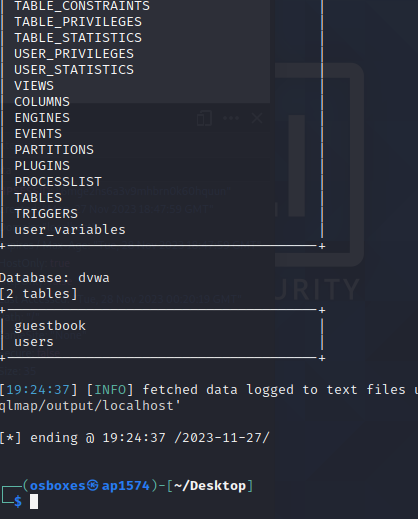 TABLE_CONSTRAINTS
TABLE_PRIVILEGES
TABLE_STATISTICS
USER_PRIVILEGES
USER_STATISTICS
VIEWS
COLUMNS
ENGINES
EVENTS
PARTITIONS
PLUGINS
PROCESSLIST
TABLES
TRIGGERS
user_variables
Database: dvwa
[2 tables]
guestbook
users
[19:24:37] [INFO] fetched data logged to text files u
qlmap/output/localhost'
[*] ending @ 19:24:37 /2023-11-27/
(osboxes㉿ap1574)-[~/Desktop]
$
URITY